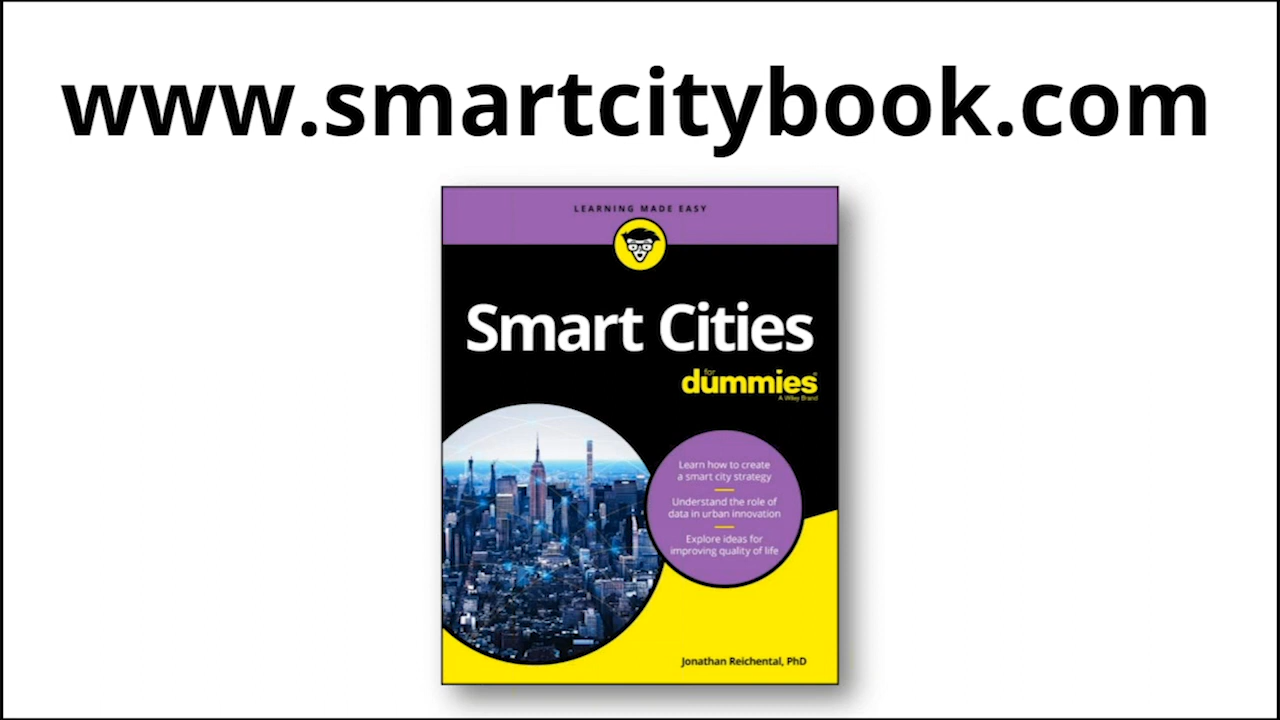 www.smartcitybook.com
LEARNING MADE EASY
Smart Cities
for
dummies®
A Wiley Brand
Learn how to create
a smart city strategy
Understand the role of
data in urban innovation
Explore ideas for
improving quality of life
Jonathan Reichental, PhD